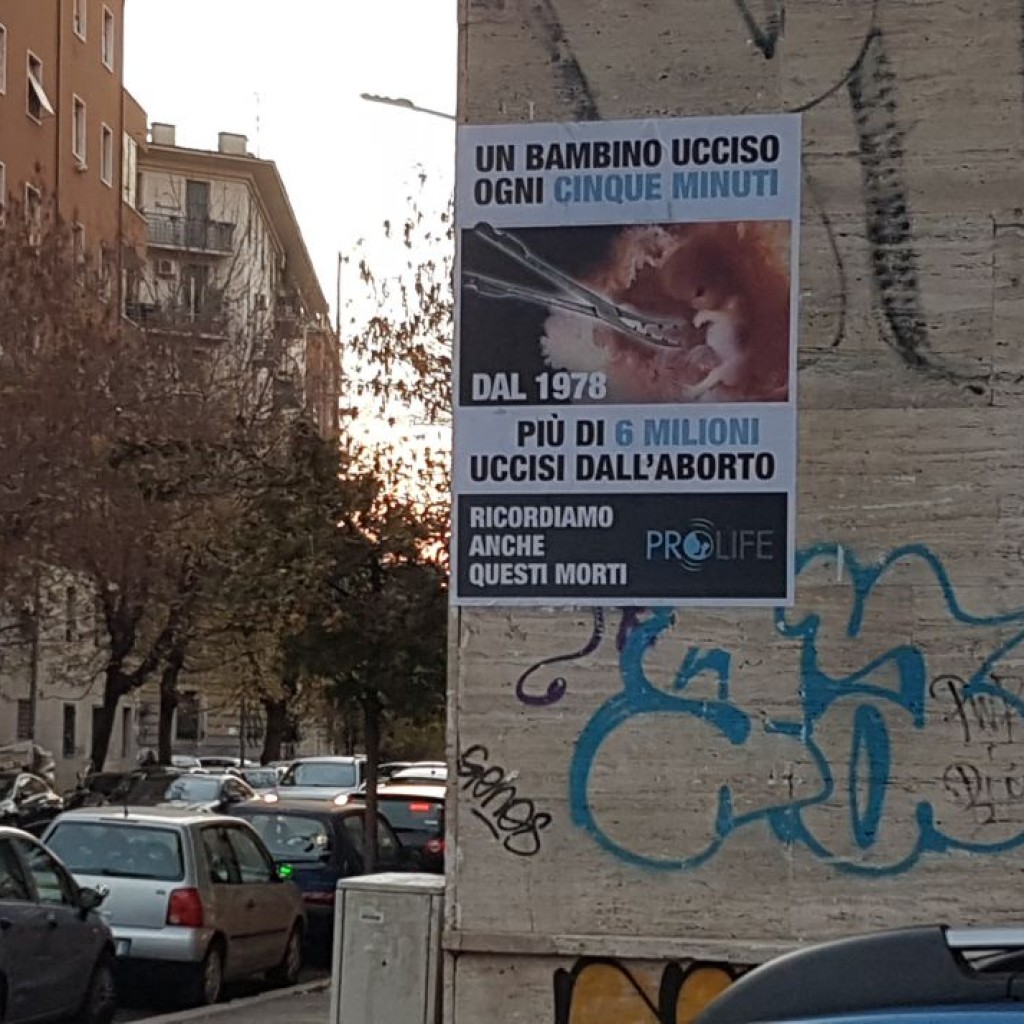 UN BAMBINO UCCISO
OGNI CINQUE MINUTI
DAL 1978
PIÙ DI 6 MILIONI
UCCISI DALL'ABORTO
RICORDIAMO
ANCHE
QUESTI MORTI
PROLIFE